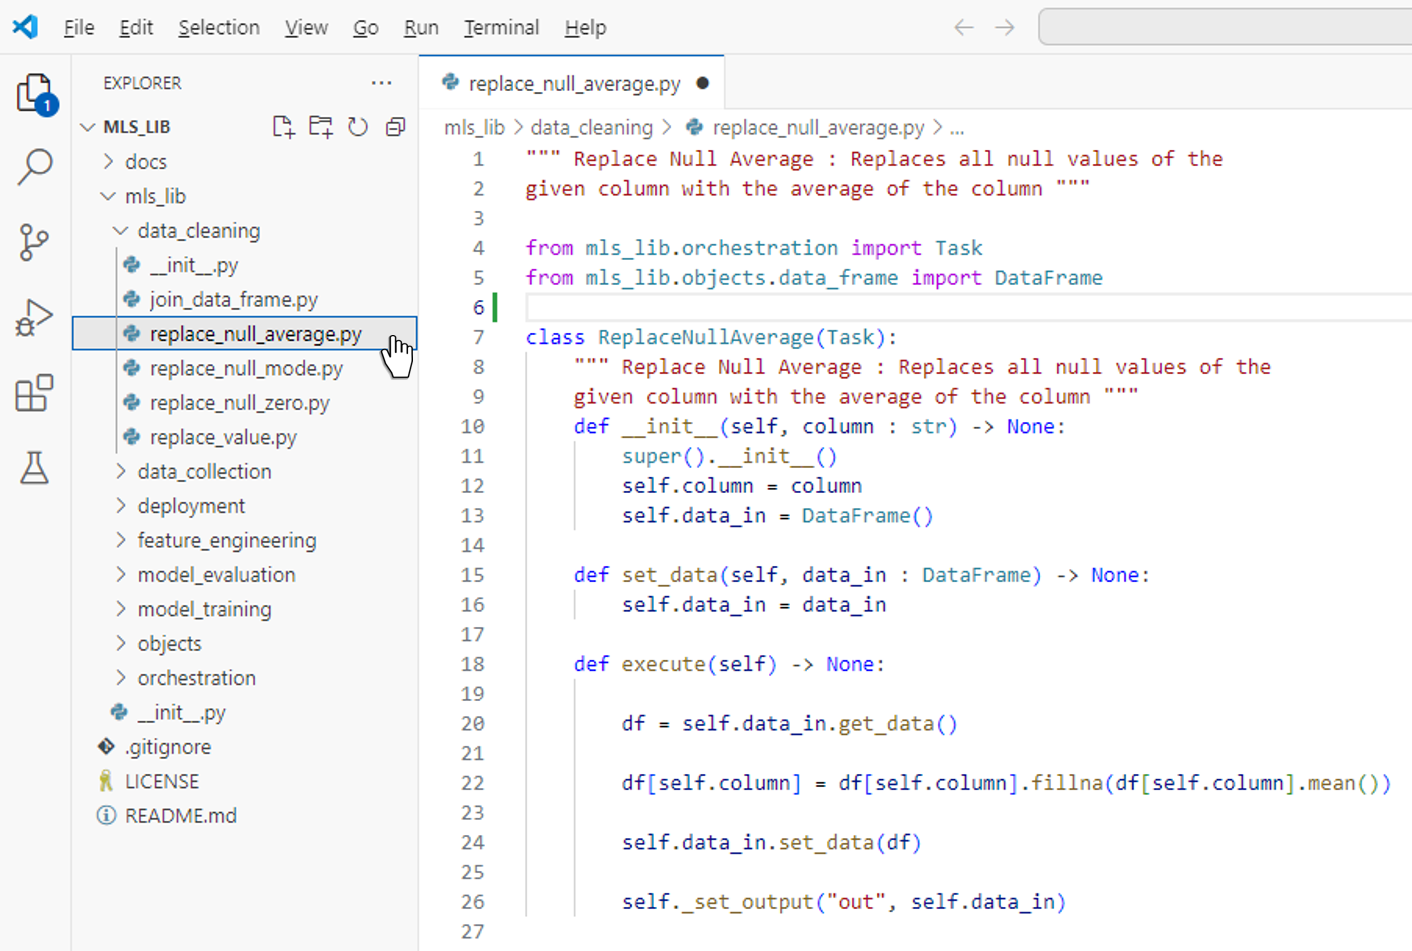 File Edit Selection View Go Run Terminal Help
EXPLORER ...
1
MLS_LIB
docs
mls_lib
data_cleaning
__init__.py
join_data_frame.py
replace_null_average.py
replace_null_mode.py
replace_null_zero.py
replace_value.py
data_collection
deployment
feature_engineering
model_evaluation
model_training
objects
orchestration
__init__.py
.gitignore
LICENSE
README.md
replace_null_average.py
mls_lib > data_cleaning > replace_null_average.py > ...
1 """ Replace Null Average : Replaces all null values of the
2 given column with the average of the column """
3
4 from mls_lib.orchestration import Task
5 from mls_lib.objects.data_frame import DataFrame
6
7 class ReplaceNullAverage(Task):
8 """ Replace Null Average : Replaces all null values of the
9 given column with the average of the column """
10 def __init__(self, column : str) -> None:
11 super().__init__()
12 self.column = column
13 self.data_in = DataFrame()
14
15 def set_data(self, data_in : DataFrame) -> None:
16 self.data_in = data_in
17
18 def execute(self) -> None:
19
20 df = self.data_in.get_data()
21
22 df[self.column] = df[self.column].fillna(df[self.column].mean())
23
24 self.data_in.set_data(df)
25
26 self._set_output("out", self.data_in)
27